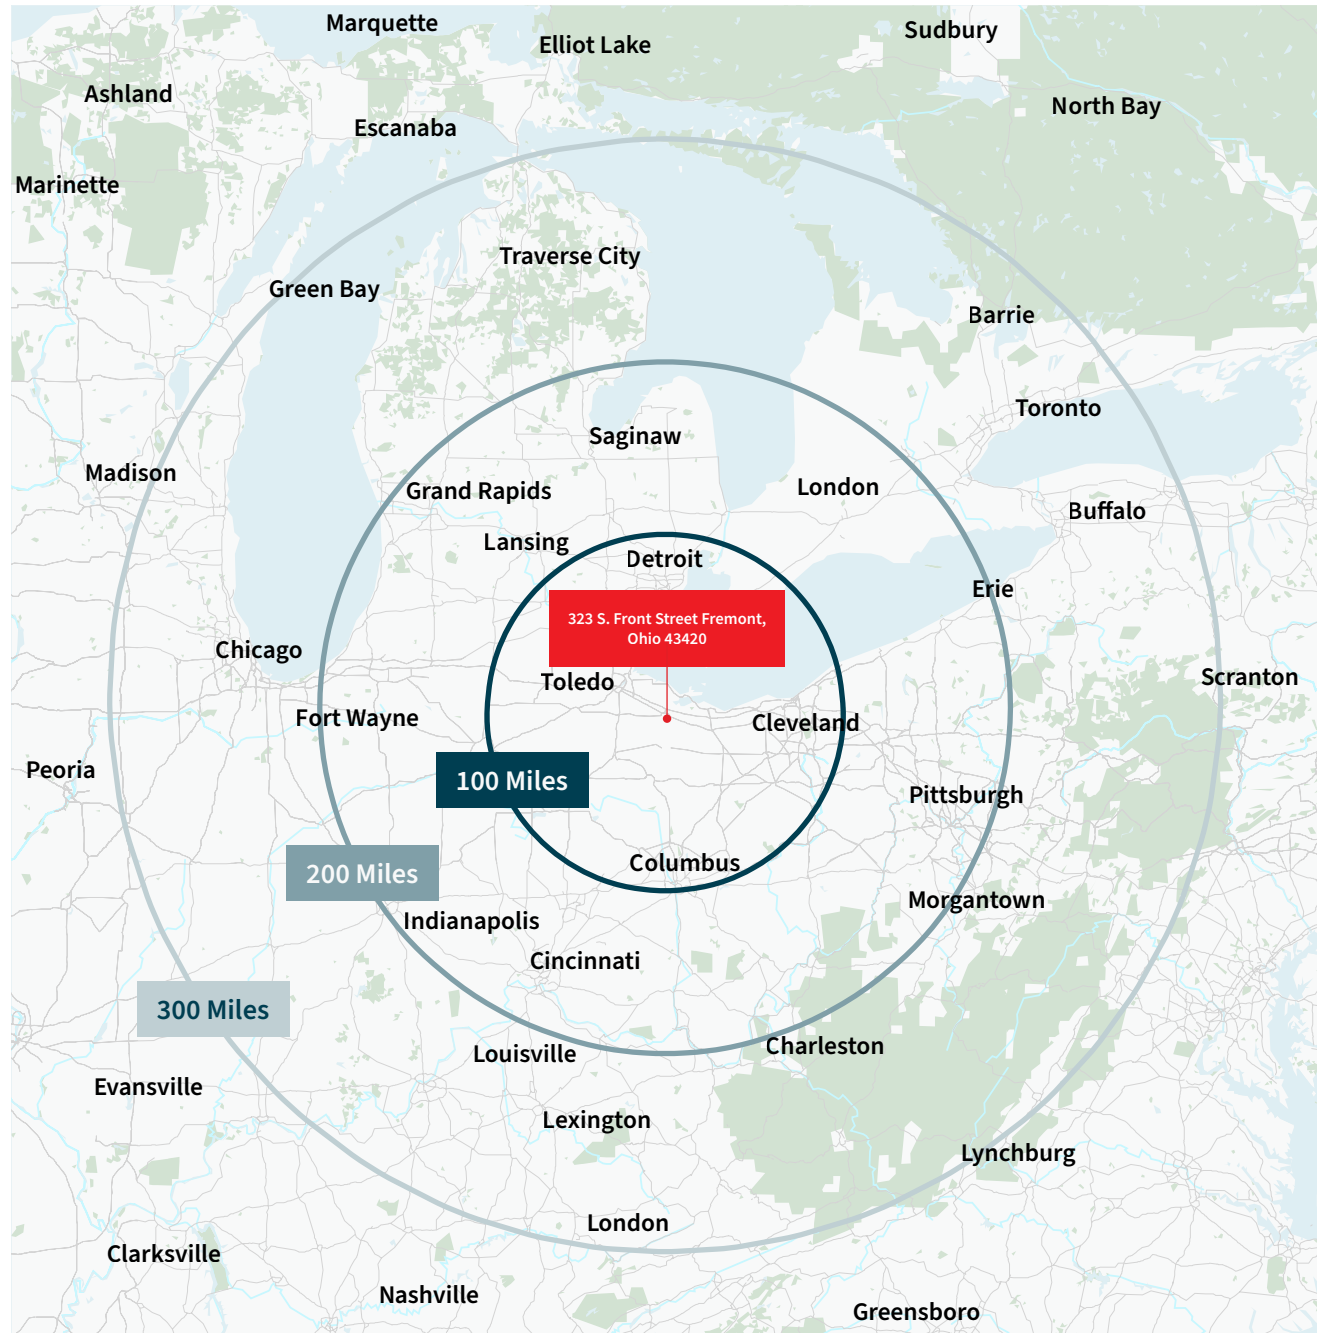 Marquette
Sudbury
Elliot Lake
Ashland
North Bay
Escanaba
Marinette
Traverse City
Green Bay
Barrie
Toronto
Saginaw
Madison
Grand Rapids
London
Buffalo
Lansing
Detroit
Erie
323 S. Front Street Fremont,
Ohio 43420
Chicago
Scranton
Toledo
Fort Wayne
Cleveland
Peoria
100 Miles
Pittsburgh
Columbus
200 Miles
Morgantown
Indianapolis
Cincinnati
300 Miles
Charleston
Louisville
Evansville
Lexington
Lynchburg
London
Clarksville
Nashville
Greensboro